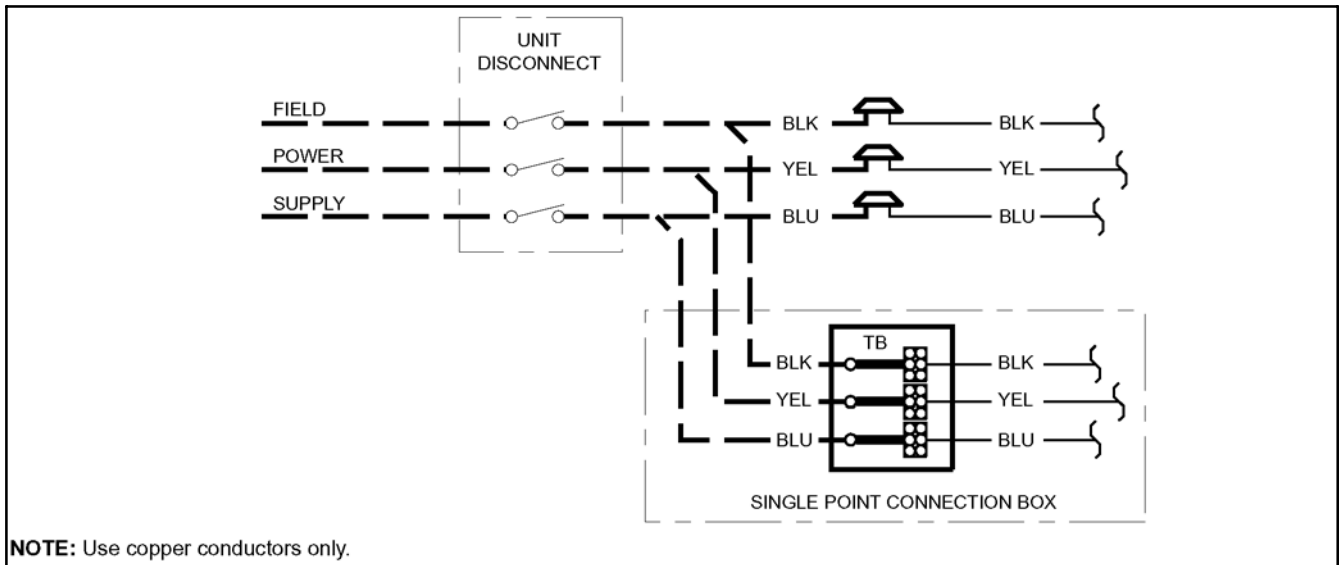 UNIT
DISCONNECT
FIELD
BLK BLK
POWER
YEL YEL
SUPPLY
BLU BLU
TB
BLK BLK
YEL YEL
BLU BLU
SINGLE POINT CONNECTION BOX
NOTE: Use copper conductors only.